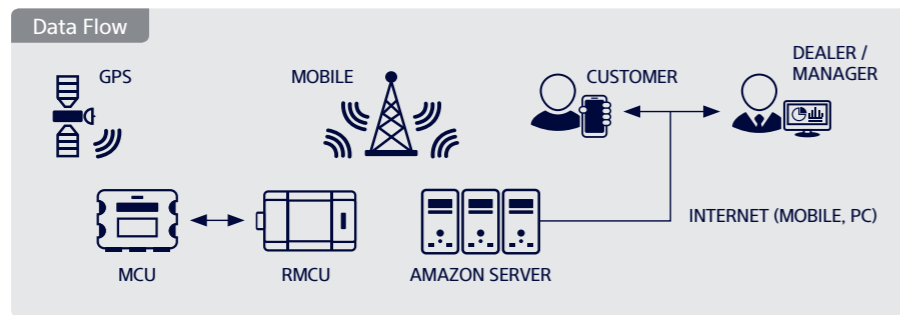 Data Flow
GPS
MOBILE
CUSTOMER
DEALER /
MANAGER
MCU
RMCU
AMAZON SERVER
INTERNET (MOBILE, PC)